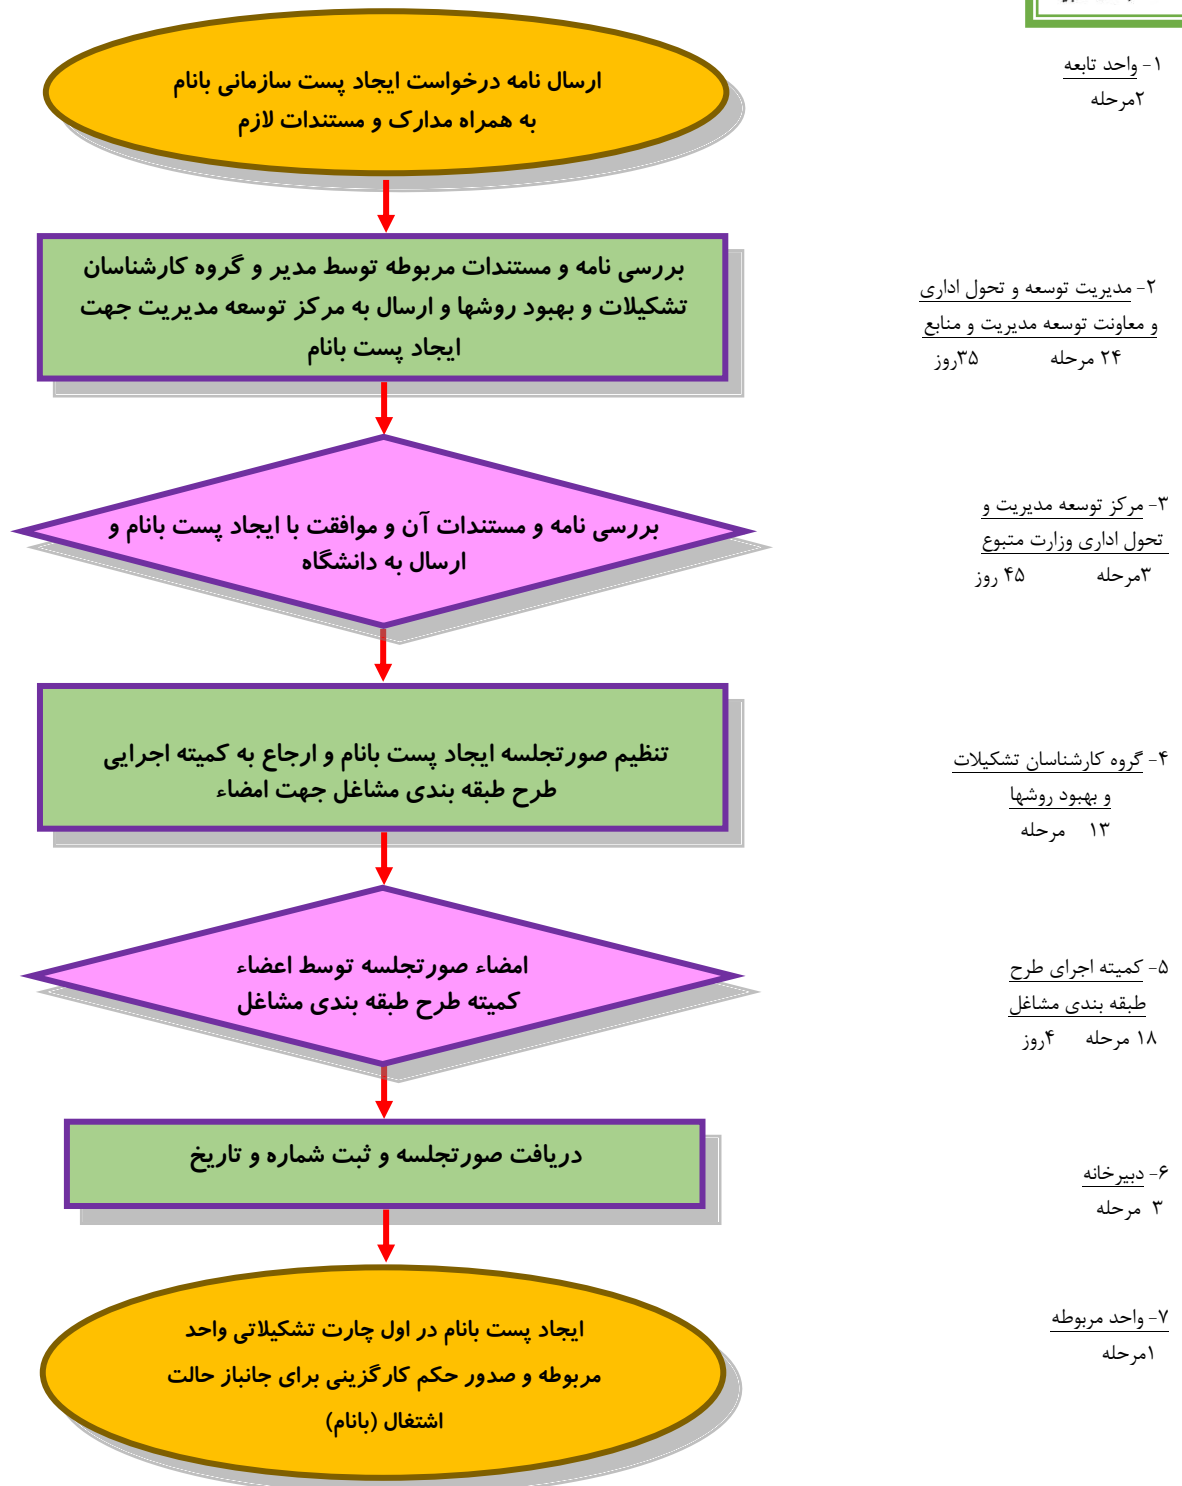 ارسال نامه درخواست ایجاد پست سازمانی بانام
به همراه مدارک و مستندات لازم
۱- واحد تابعه
۲مرحله
بررسی نامه و مستندات مربوطه توسط مدیر و گروه کارشناسان
تشکیلات و بهبود روشها و ارسال به مرکز توسعه مدیریت جهت
ایجاد پست بانام
۲- مدیریت توسعه و تحول اداری
و معاونت توسعه مدیریت و منابع
۲۴ مرحله ۳۵روز
بررسی نامه و مستندات آن و موافقت با ایجاد پست بانام و
ارسال به دانشگاه
۳- مرکز توسعه مدیریت و
تحول اداری وزارت متبوع
۳مرحله ۴۵ روز
تنظیم صورتجلسه ایجاد پست بانام و ارجاع به کمیته اجرایی
طرح طبقه بندی مشاغل جهت امضاء
۴- گروه کارشناسان تشکیلات
و بهبود روشها
۱۳ مرحله
امضاء صورتجلسه توسط اعضاء
کمیته طرح طبقه بندی مشاغل
۵- کمیته اجرای طرح
طبقه بندی مشاغل
۱۸ مرحله ۴روز
دریافت صورتجلسه و ثبت شماره و تاریخ
۶- دبیرخانه
۳ مرحله
ایجاد پست بانام در اول چارت تشکیلاتی واحد
مربوطه و صدور حکم کارگزینی برای جانباز حالت
اشتغال (بانام)
۷- واحد مربوطه
۱مرحله